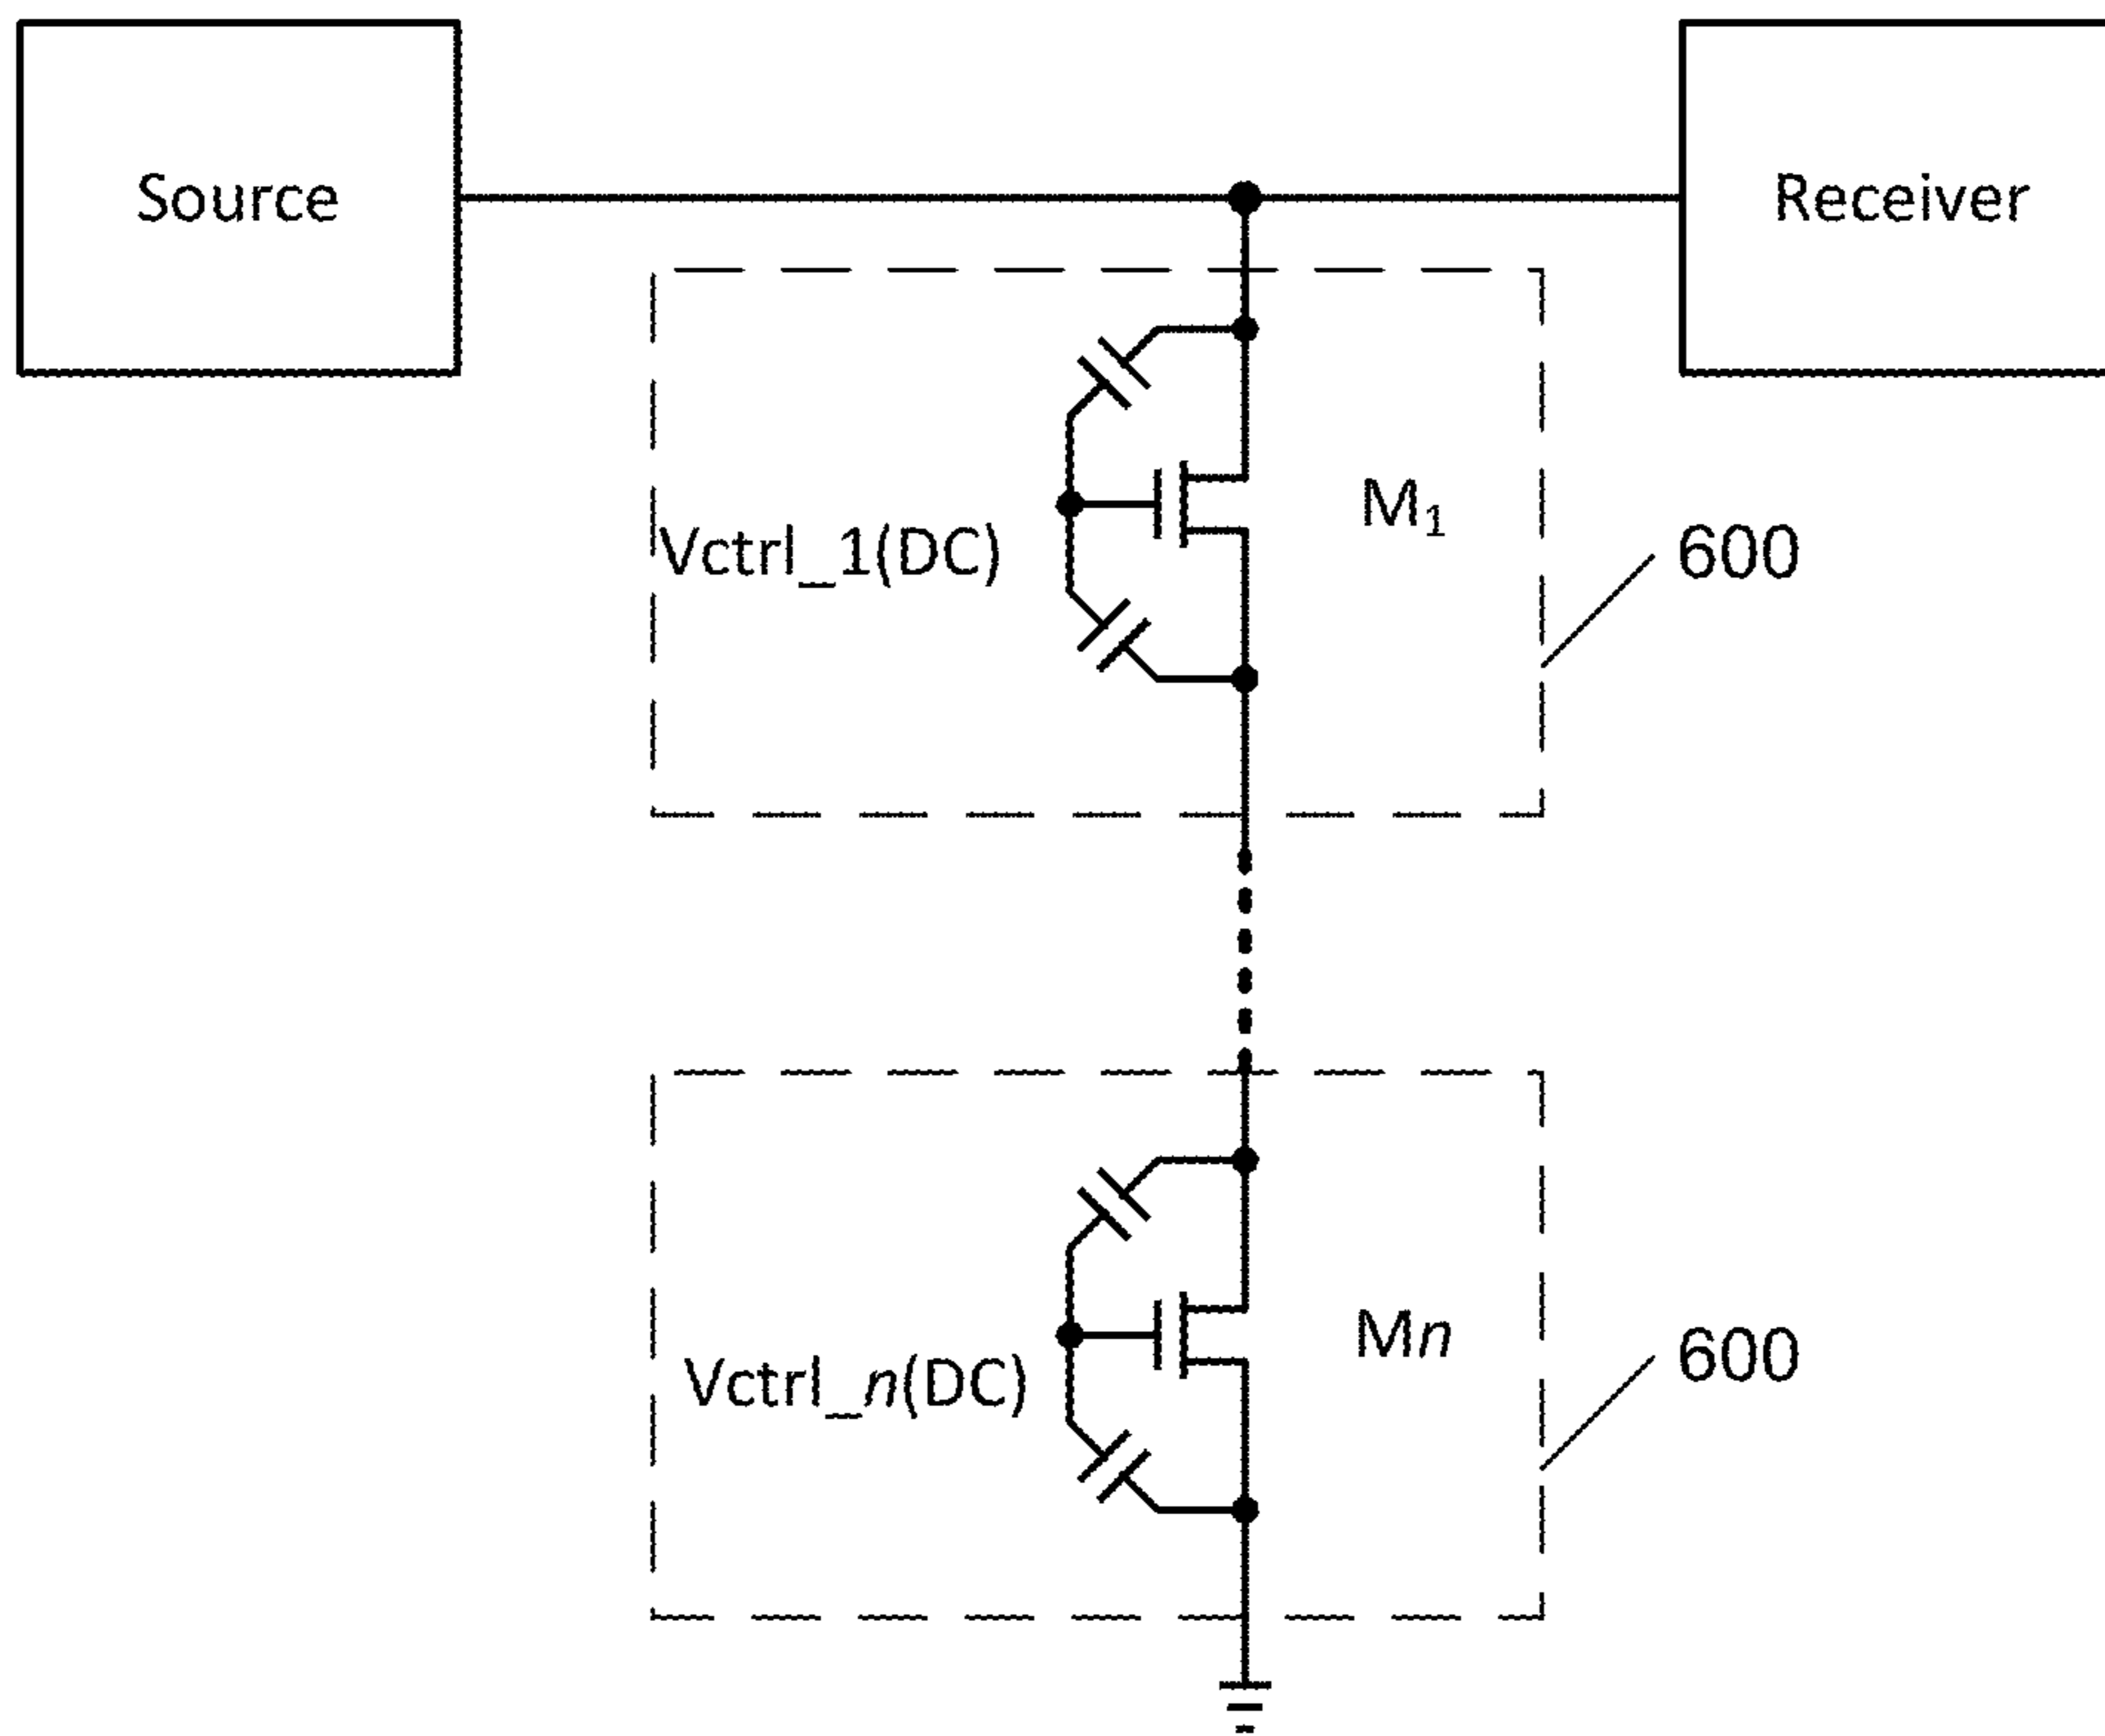 Source
Receiver
M₁
Vctrl_1(DC)
600
Mn
Vctrl_n(DC)
600